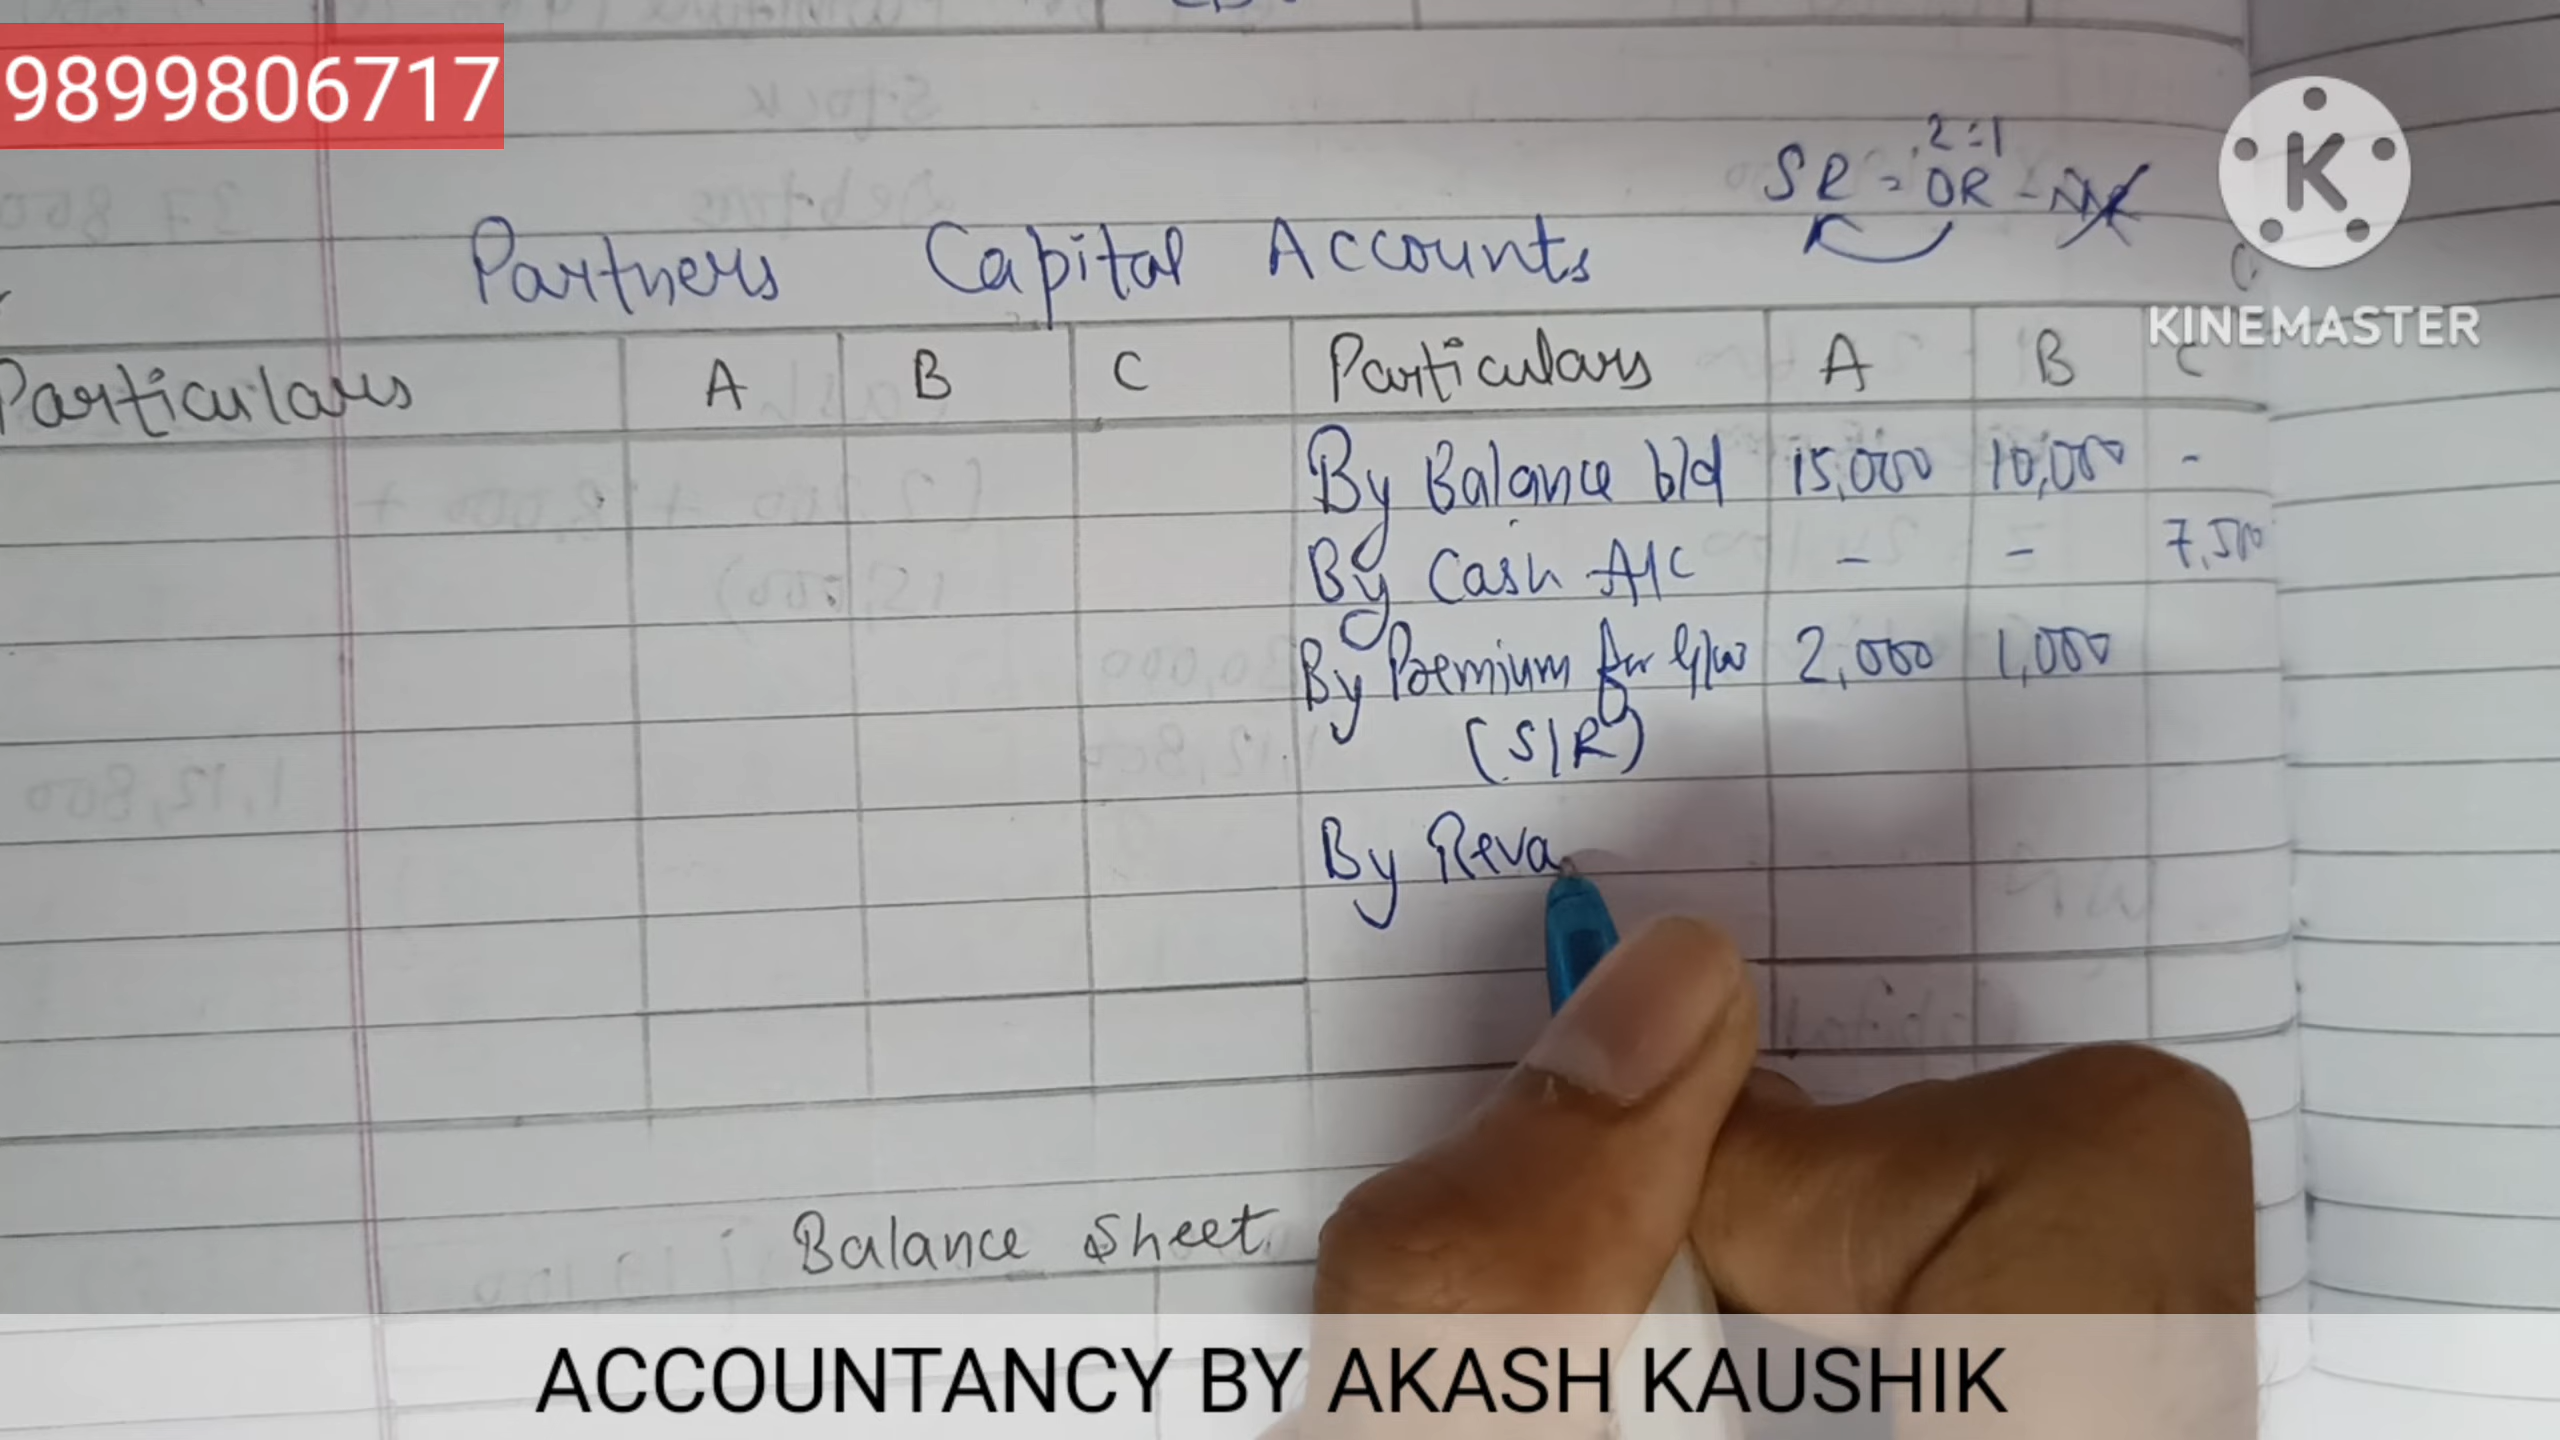 9899806717
2:1
SR = OR - NR
KINEMASTER
Partners Capital Accounts
Particulars A B C Particulars A B C
By Balance b/d 15,000 10,000 -
By Cash A/c - - 7,500
By Premium for G/w 2,000 1,000
(S/R)
By Reva
Balance Sheet
ACCOUNTANCY BY AKASH KAUSHIK